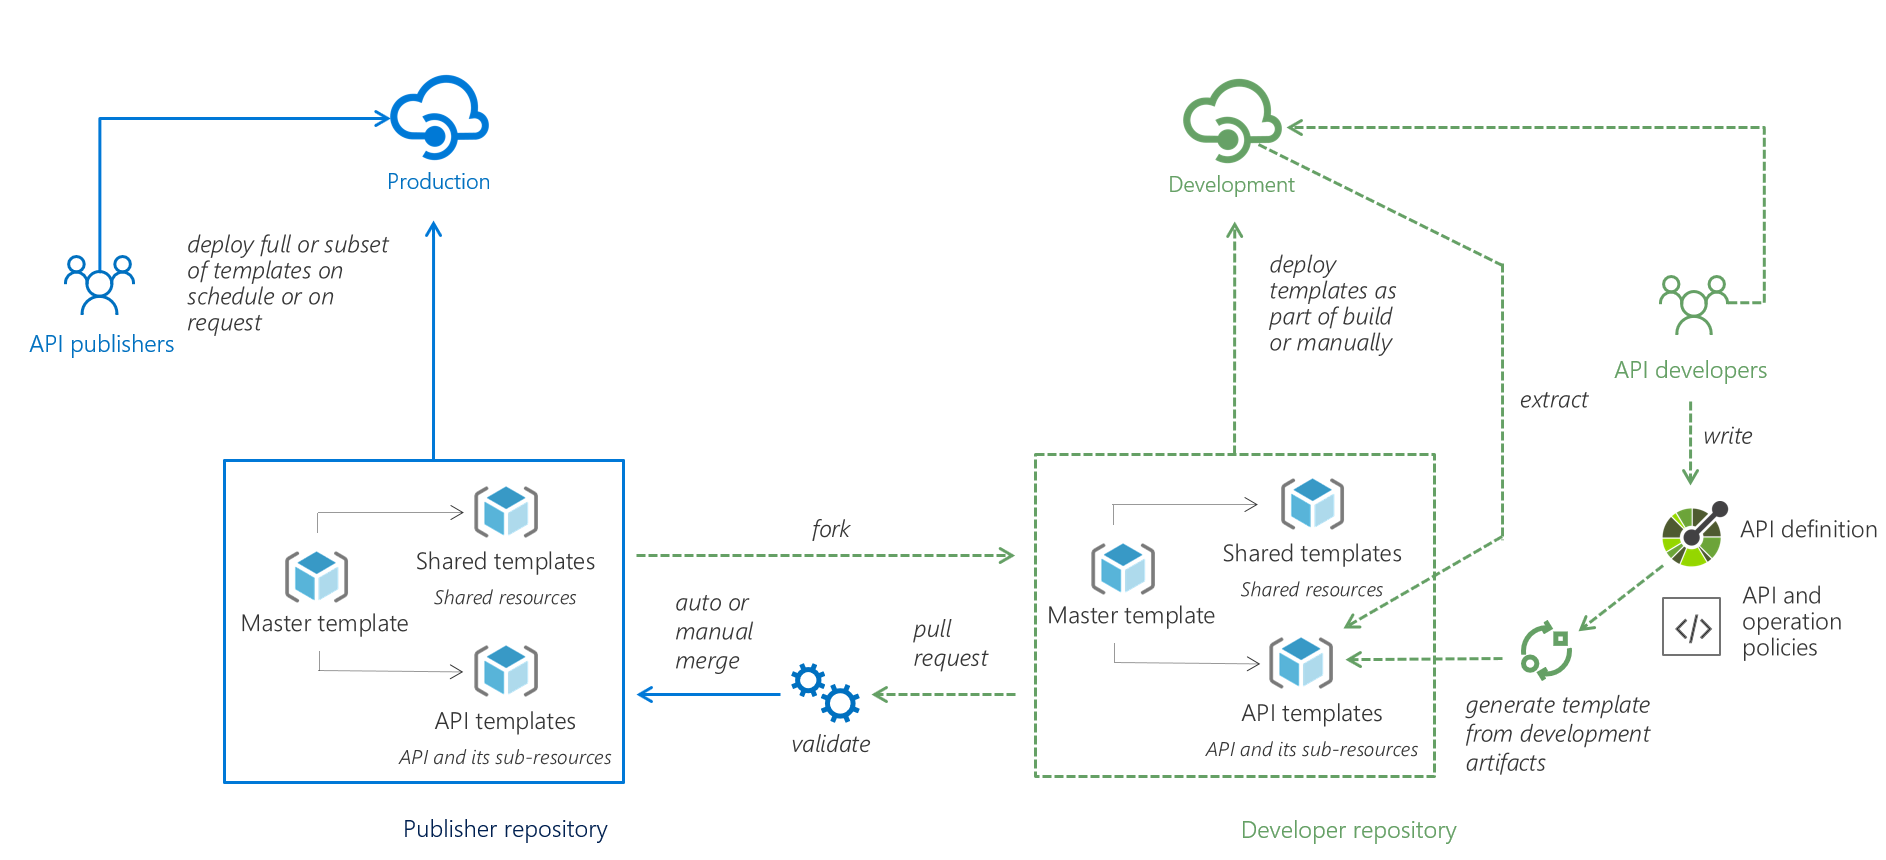 Production
Development
deploy full or subset
of templates on
schedule or on
request
API publishers
deploy
templates as
part of build
or manually
API developers
extract
write
Shared templates
Shared resources
Master template
API templates
API and its sub-resources
Publisher repository
fork
auto or
manual
merge
pull
request
validate
Shared templates
Shared resources
Master template
API templates
API and its sub-resources
Developer repository
API definition
API and
operation
policies
generate template
from development
artifacts